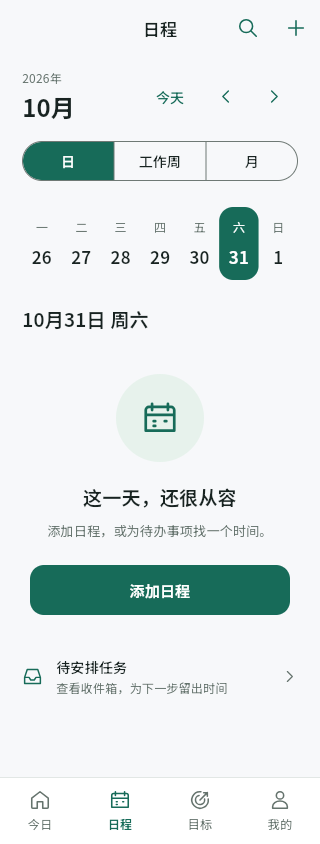 日程
2026年
10月
今天
日 工作周 月
一 二 三 四 五 六 日
26 27 28 29 30 31 1
10月31日 周六
这一天，还很从容
添加日程，或为待办事项找一个时间。
添加日程
待安排任务
查看收件箱，为下一步留出时间
今日 日程 目标 我的